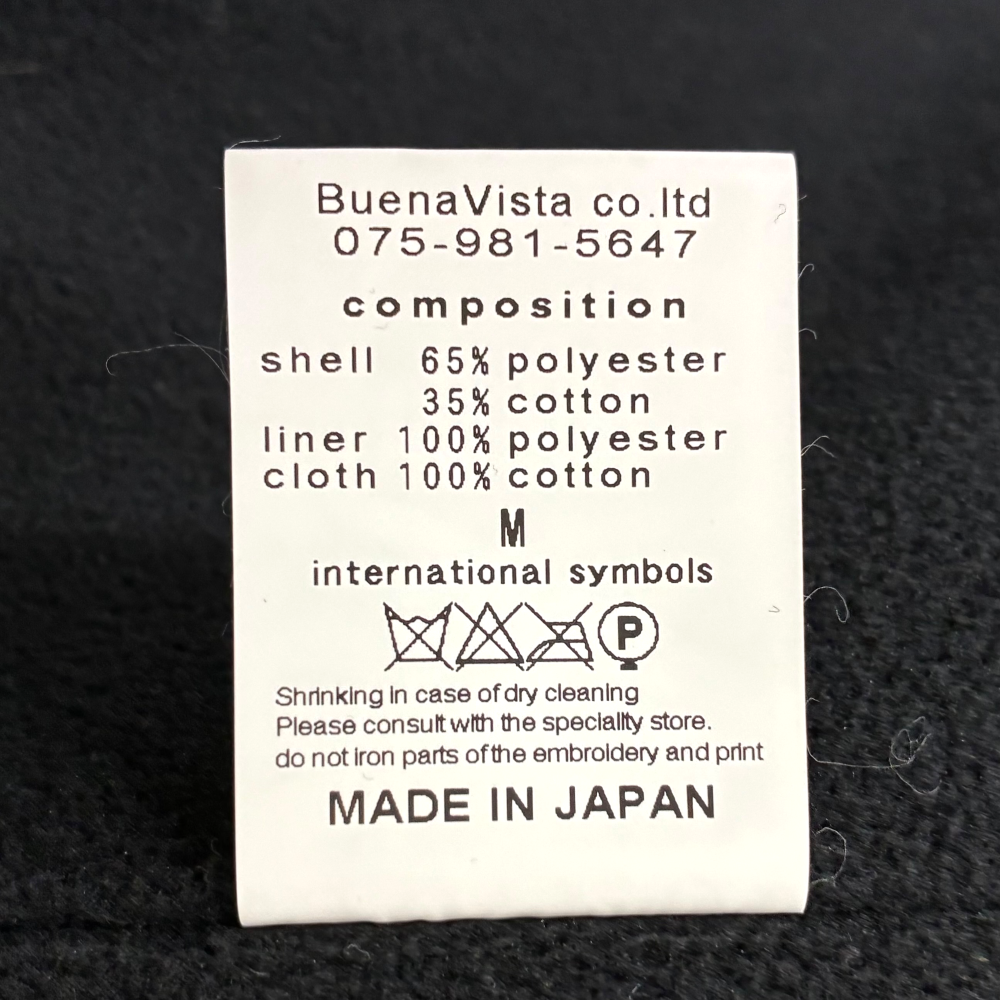 BuenaVista co.ltd
075-981-5647
composition
shell 65% polyester
35% cotton
liner 100% polyester
cloth 100% cotton
M
international symbols
P
Shrinking in case of dry cleaning
Please consult with the speciality store.
do not iron parts of the embroidery and print
MADE IN JAPAN